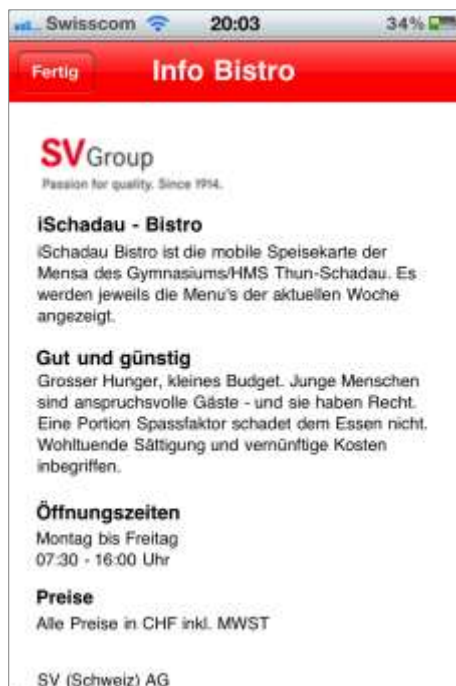 Swisscom 20:03 34%
Fertig Info Bistro
SV Group
Passion for quality. Since 1914.
iSchadau - Bistro
iSchadau Bistro ist die mobile Speisekarte der
Mensa des Gymnasiums/HMS Thun-Schadau. Es
werden jeweils die Menu's der aktuellen Woche
angezeigt.
Gut und günstig
Grosser Hunger, kleines Budget. Junge Menschen
sind anspruchsvolle Gäste - und sie haben Recht.
Eine Portion Spassfaktor schadet dem Essen nicht.
Wohltuende Sättigung und vernünftige Kosten
inbegriffen.
Öffnungszeiten
Montag bis Freitag
07:30 - 16:00 Uhr
Preise
Alle Preise in CHF inkl. MWST
SV (Schweiz) AG